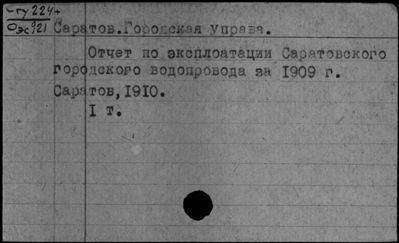 Саратов.Городская управа.
Отчет по эксплоатации Саратовского
городского водопровода за 1909 г.
Саратов,1910.
1 т.